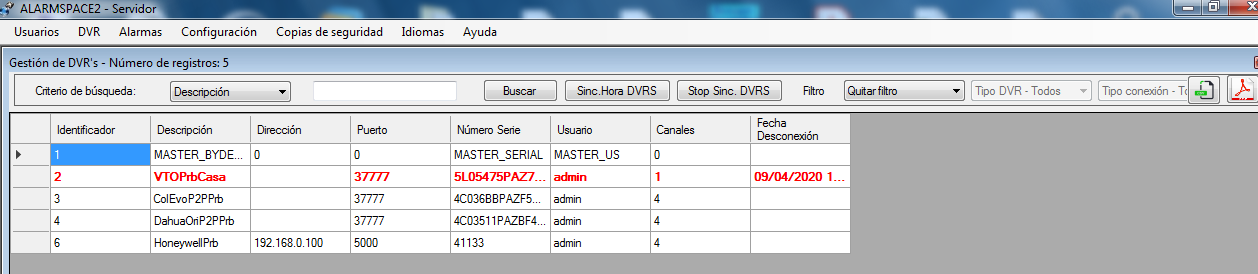 ALARMSPACE2 - Servidor
Usuarios DVR Alarmas Configuración Copias de seguridad Idiomas Ayuda
Gestión de DVR's - Número de registros: 5
Criterio de búsqueda: Descripción Buscar Sinc.Hora DVRS Stop Sinc. DVRS Filtro Quitar filtro Tipo DVR - Todos Tipo conexión - To
Identificador Descripción Dirección Puerto Número Serie Usuario Canales Fecha
Desconexión
1 MASTER_BYDE... 0 0 MASTER_SERIAL MASTER_US 0
2 VTOPrbCasa 37777 5L05475PAZ7... admin 1 09/04/2020 1...
3 ColEvoP2PPrb 37777 4C036BBPAZF5... admin 4
4 DahuaOriP2PPrb 37777 4C03511PAZBF4... admin 4
6 HoneywellPrb 192.168.0.100 5000 41133 admin 4